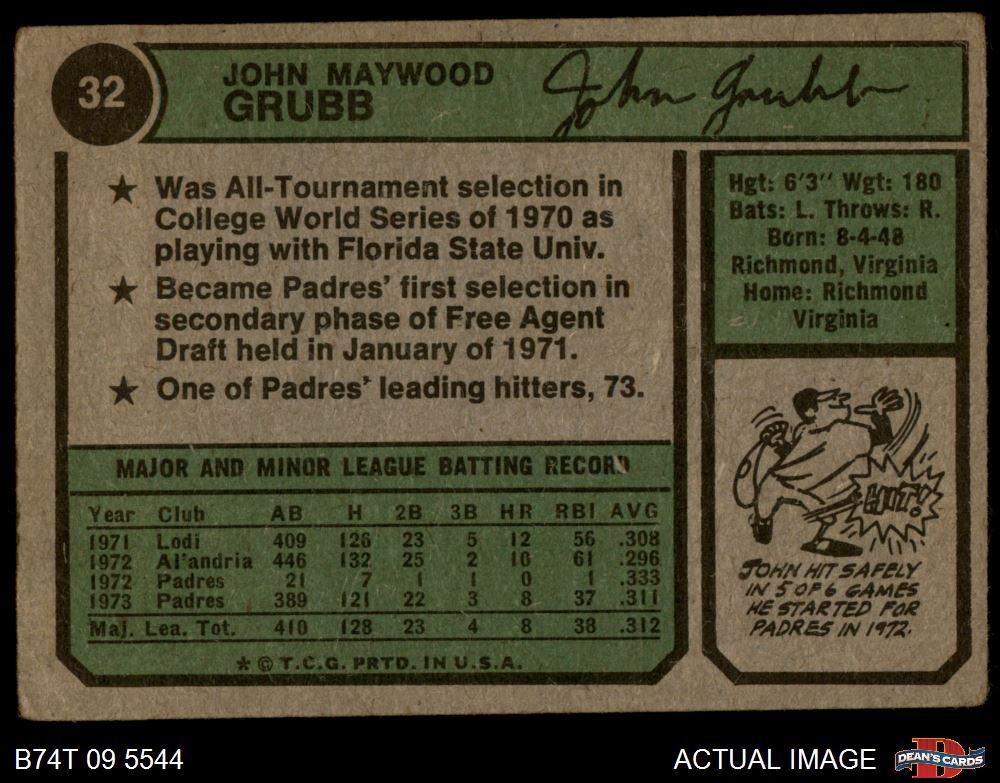 32
JOHN MAYWOOD
GRUBB
John Grubb
★ Was All-Tournament selection in
College World Series of 1970 as
playing with Florida State Univ.
★ Became Padres' first selection in
secondary phase of Free Agent
Draft held in January of 1971.
★ One of Padres' leading hitters, 73.
Hgt: 6'3" Wgt: 180
Bats: L. Throws: R.
Born: 8-4-48
Richmond, Virginia
Home: Richmond
Virginia
MAJOR AND MINOR LEAGUE BATTING RECORD
Year Club AB H 2B 3B HR RBI AVG
1971 Lodi 409 126 23 5 12 56 .308
1972 Al'andria 446 132 25 2 10 61 .296
1972 Padres 21 7 1 1 0 1 .333
1973 Padres 389 121 22 3 8 37 .311
Maj. Lea. Tot. 410 128 23 4 8 38 .312
* © T.C.G. PRTD. IN U.S.A.
HIT!
JOHN HIT SAFELY
IN 5 OF 6 GAMES
HE STARTED FOR
PADRES IN 1972.
B74T 09 5544
ACTUAL IMAGE
DEAN'S CARDS